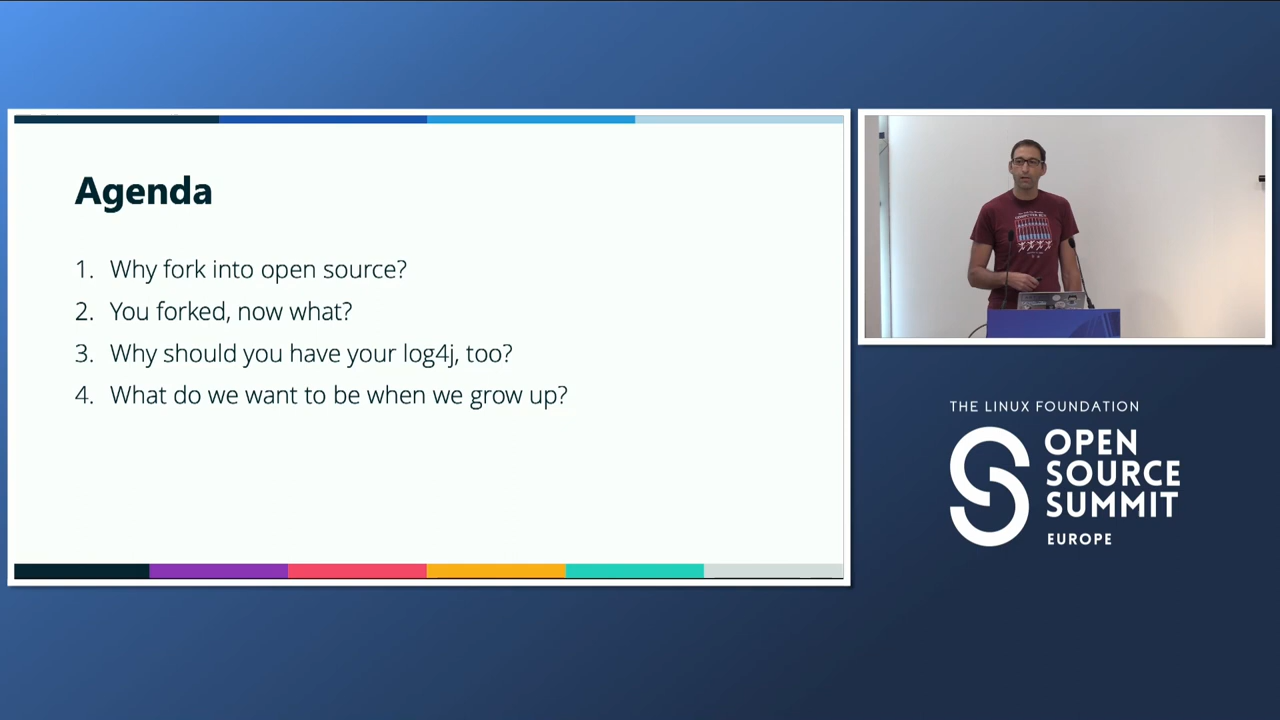 Agenda
1. Why fork into open source?
2. You forked, now what?
3. Why should you have your log4j, too?
4. What do we want to be when we grow up?
THE LINUX FOUNDATION
OPEN
SOURCE
SUMMIT
EUROPE